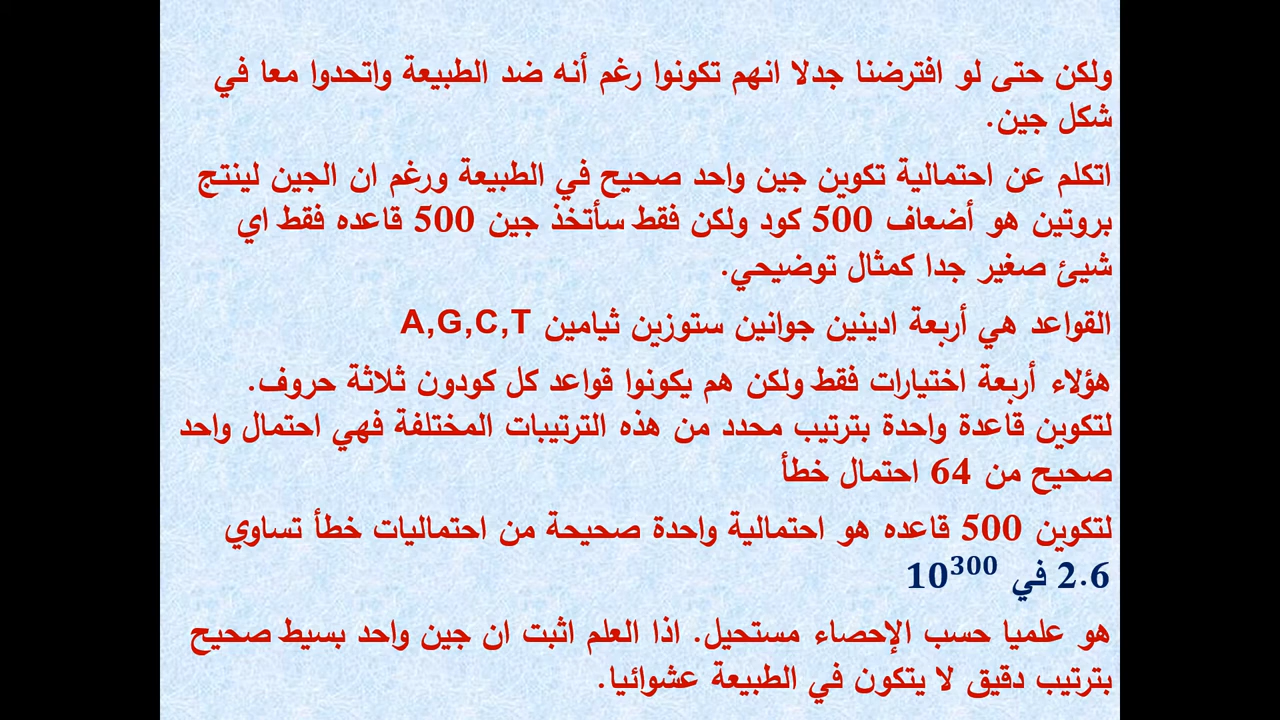 ولكن حتى لو افترضنا جدلا انهم تكونوا رغم أنه ضد الطبيعة واتحدوا معا في
شكل جين.
اتكلم عن احتمالية تكوين جين واحد صحيح في الطبيعة ورغم ان الجين لينتج
بروتين هو أضعاف 500 كود ولكن فقط سأتخذ جين 500 قاعده فقط اي
شيئ صغير جدا كمثال توضيحي.
القواعد هي أربعة ادينين جوانين ستوزين ثيامين A,G,C,T
هؤلاء أربعة اختيارات فقط ولكن هم يكونوا قواعد كل كودون ثلاثة حروف.
لتكوين قاعدة واحدة بترتيب محدد من هذه الترتيبات المختلفة فهي احتمال واحد
صحيح من 64 احتمال خطأ
لتكوين 500 قاعده هو احتمالية واحدة صحيحة من احتماليات خطأ تساوي
2.6 في 10³⁰⁰
هو علميا حسب الإحصاء مستحيل. اذا العلم اثبت ان جين واحد بسيط صحيح
بترتيب دقيق لا يتكون في الطبيعة عشوائيا.